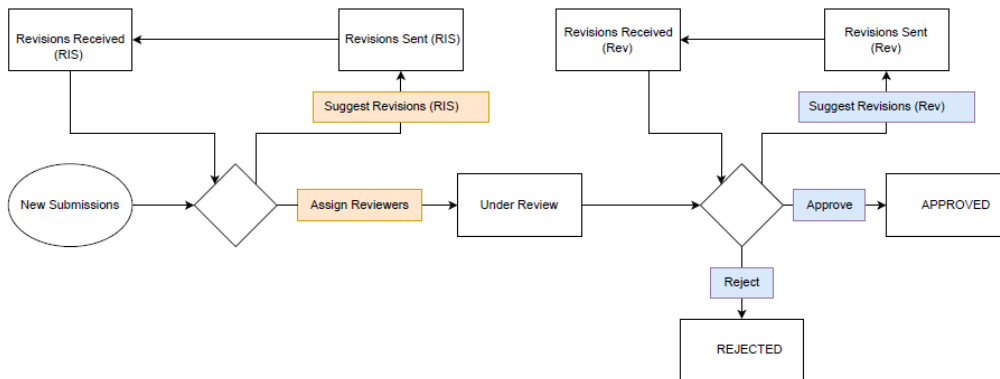 Revisions Received
(RIS)
Revisions Sent (RIS)
Revisions Received
(Rev)
Revisions Sent
(Rev)
Suggest Revisions (RIS)
Suggest Revisions (Rev)
New Submissions
Assign Reviewers
Under Review
Approve
APPROVED
Reject
REJECTED